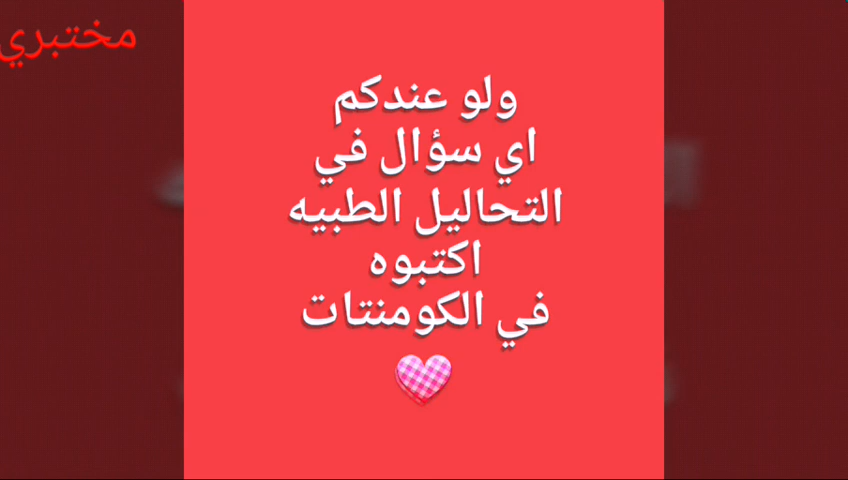 مختبري
ولو عندكم
اي سؤال في
التحاليل الطبيه
اكتبوه
في الكومنتات